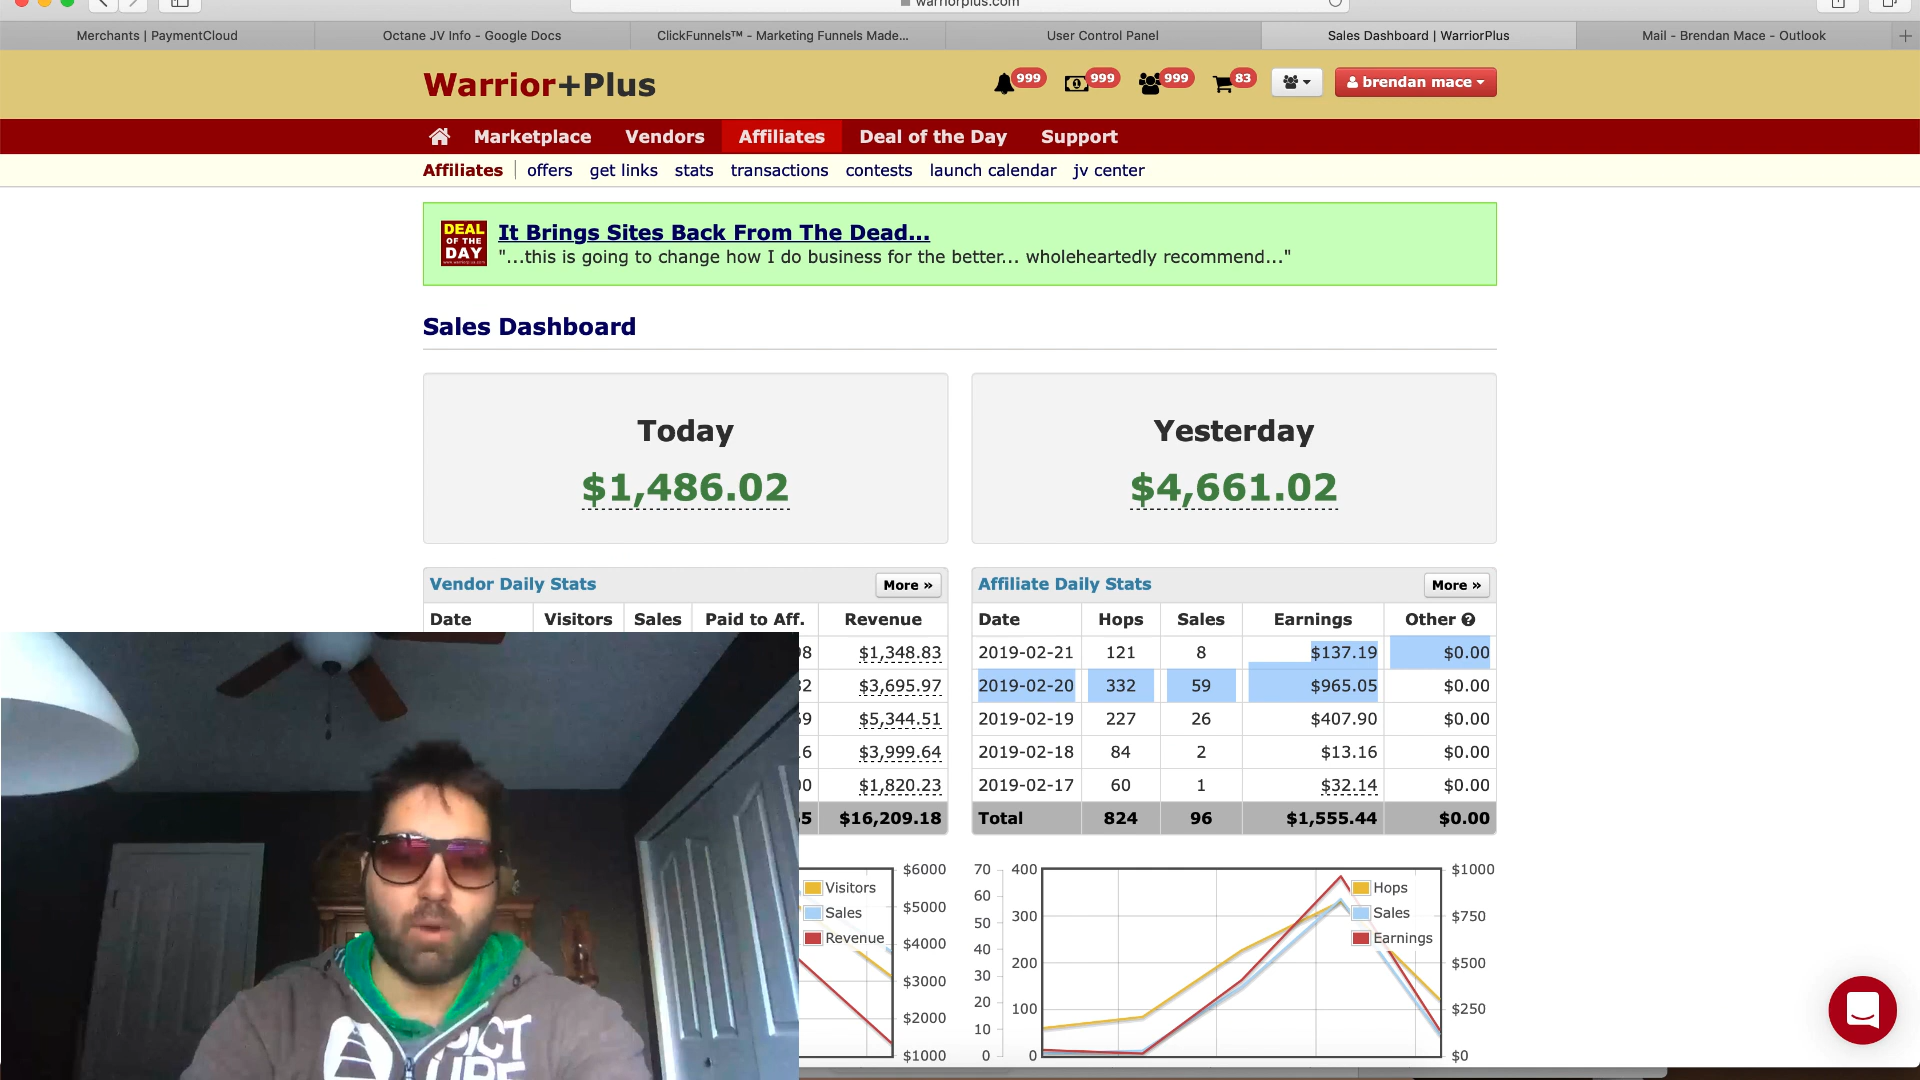 warriorplus.com
Merchants | PaymentCloud
Octane JV Info - Google Docs
ClickFunnels™ - Marketing Funnels Made...
User Control Panel
Sales Dashboard | WarriorPlus
Mail - Brendan Mace - Outlook
Warrior+Plus
999 999 999 83
brendan mace
Marketplace Vendors Affiliates Deal of the Day Support
Affiliates offers get links stats transactions contests launch calendar jv center
DEAL
OF THE
DAY
It Brings Sites Back From The Dead...
"...this is going to change how I do business for the better... wholeheartedly recommend..."
Sales Dashboard
Today
$1,486.02
Yesterday
$4,661.02
Vendor Daily Stats More »
Date Visitors Sales Paid to Aff. Revenue
8 $1,348.83
32 $3,695.97
59 $5,344.51
16 $3,999.64
00 $1,820.23
5 $16,209.18
Affiliate Daily Stats More »
Date Hops Sales Earnings Other
2019-02-21 121 8 $137.19 $0.00
2019-02-20 332 59 $965.05 $0.00
2019-02-19 227 26 $407.90 $0.00
2019-02-18 84 2 $13.16 $0.00
2019-02-17 60 1 $32.14 $0.00
Total 824 96 $1,555.44 $0.00
Visitors
Sales
Revenue
$6000
$5000
$4000
$3000
$2000
$1000
70
60
50
40
30
20
10
0
400
300
200
100
0
Hops
Sales
Earnings
$1000
$750
$500
$250
$0
PICT
URE